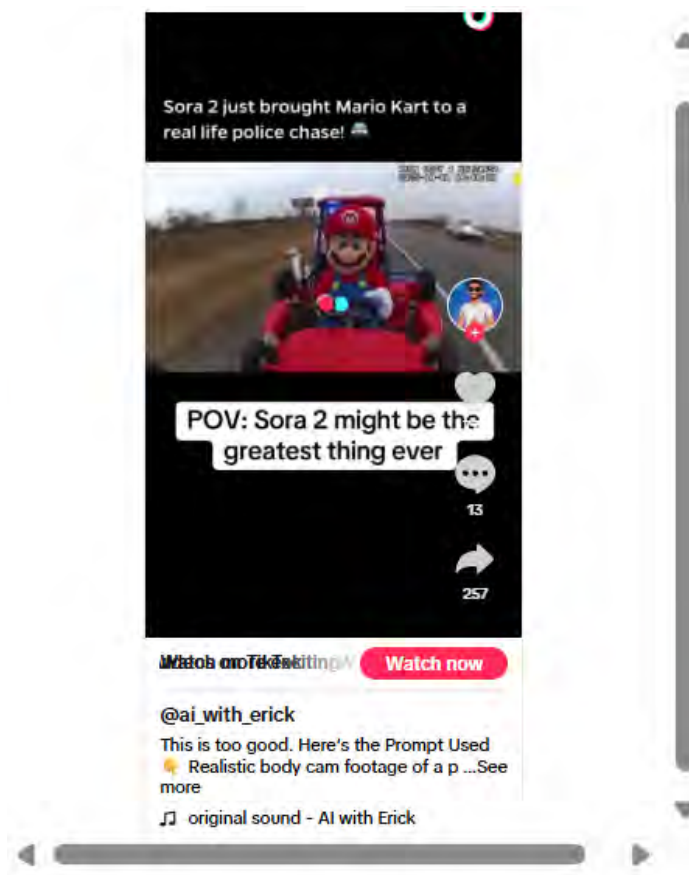 Sora 2 just brought Mario Kart to a
real life police chase! 🚔
M
POV: Sora 2 might be the
greatest thing ever
13
257
Watch now
@ai_with_erick
This is too good. Here's the Prompt Used
👇 Realistic body cam footage of a p ...See
more
original sound - AI with Erick